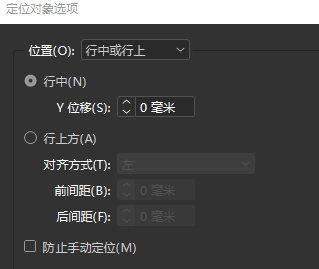 定位对象选项
位置(O): 行中或行上
行中(N)
Y 位移(S): 0 毫米
行上方(A)
对齐方式(T): 左
前间距(B): 0 毫米
后间距(F): 0 毫米
防止手动定位(M)